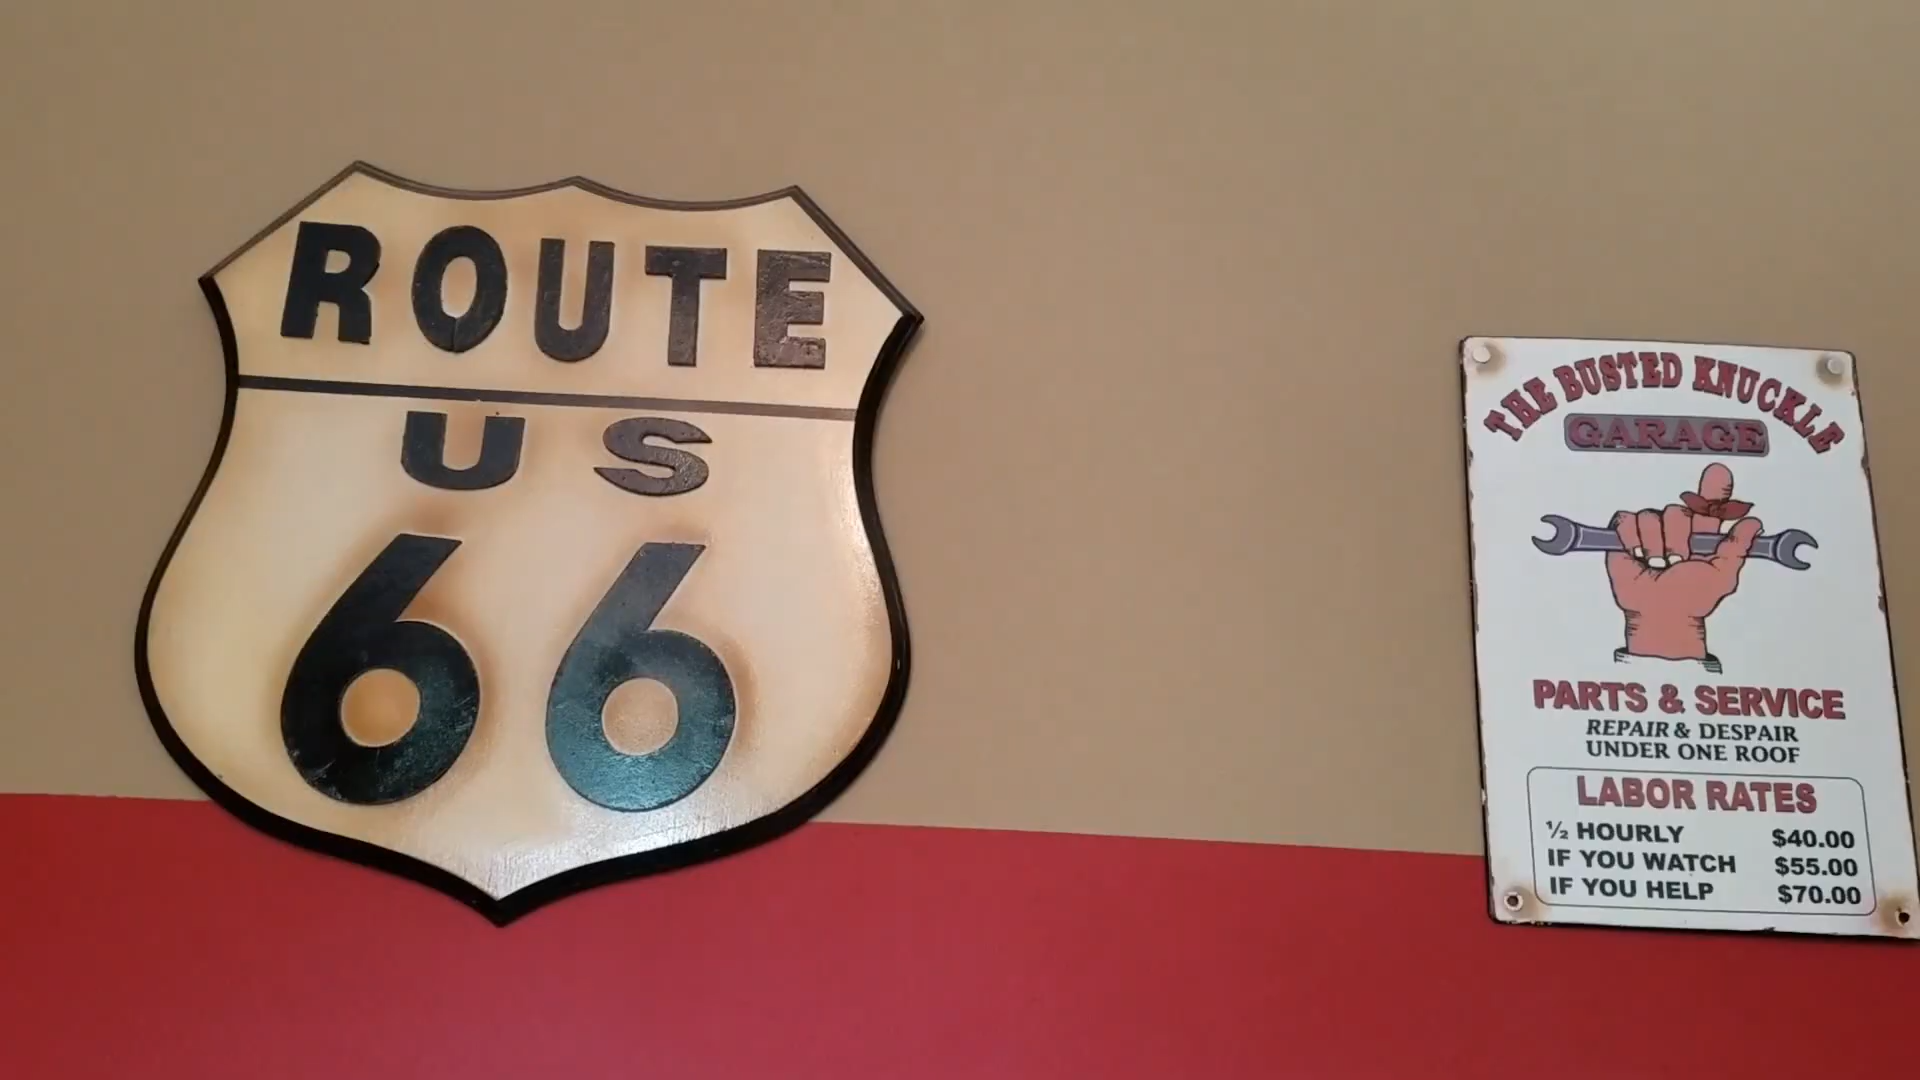 ROUTE
US
66
THE BUSTED KNUCKLE
GARAGE
PARTS & SERVICE
REPAIR & DESPAIR
UNDER ONE ROOF
LABOR RATES
½ HOURLY $40.00
IF YOU WATCH $55.00
IF YOU HELP $70.00